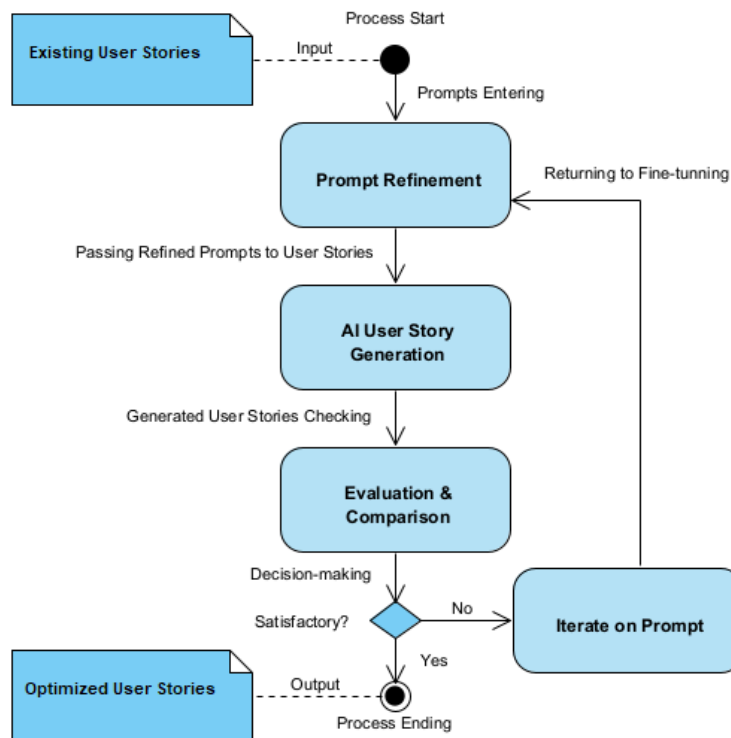 Process Start
Existing User Stories
Input
Prompts Entering
Prompt Refinement
Returning to Fine-tunning
Passing Refined Prompts to User Stories
AI User Story
Generation
Generated User Stories Checking
Evaluation &
Comparison
Decision-making
Satisfactory?
No
Iterate on Prompt
Yes
Optimized User Stories
Output
Process Ending